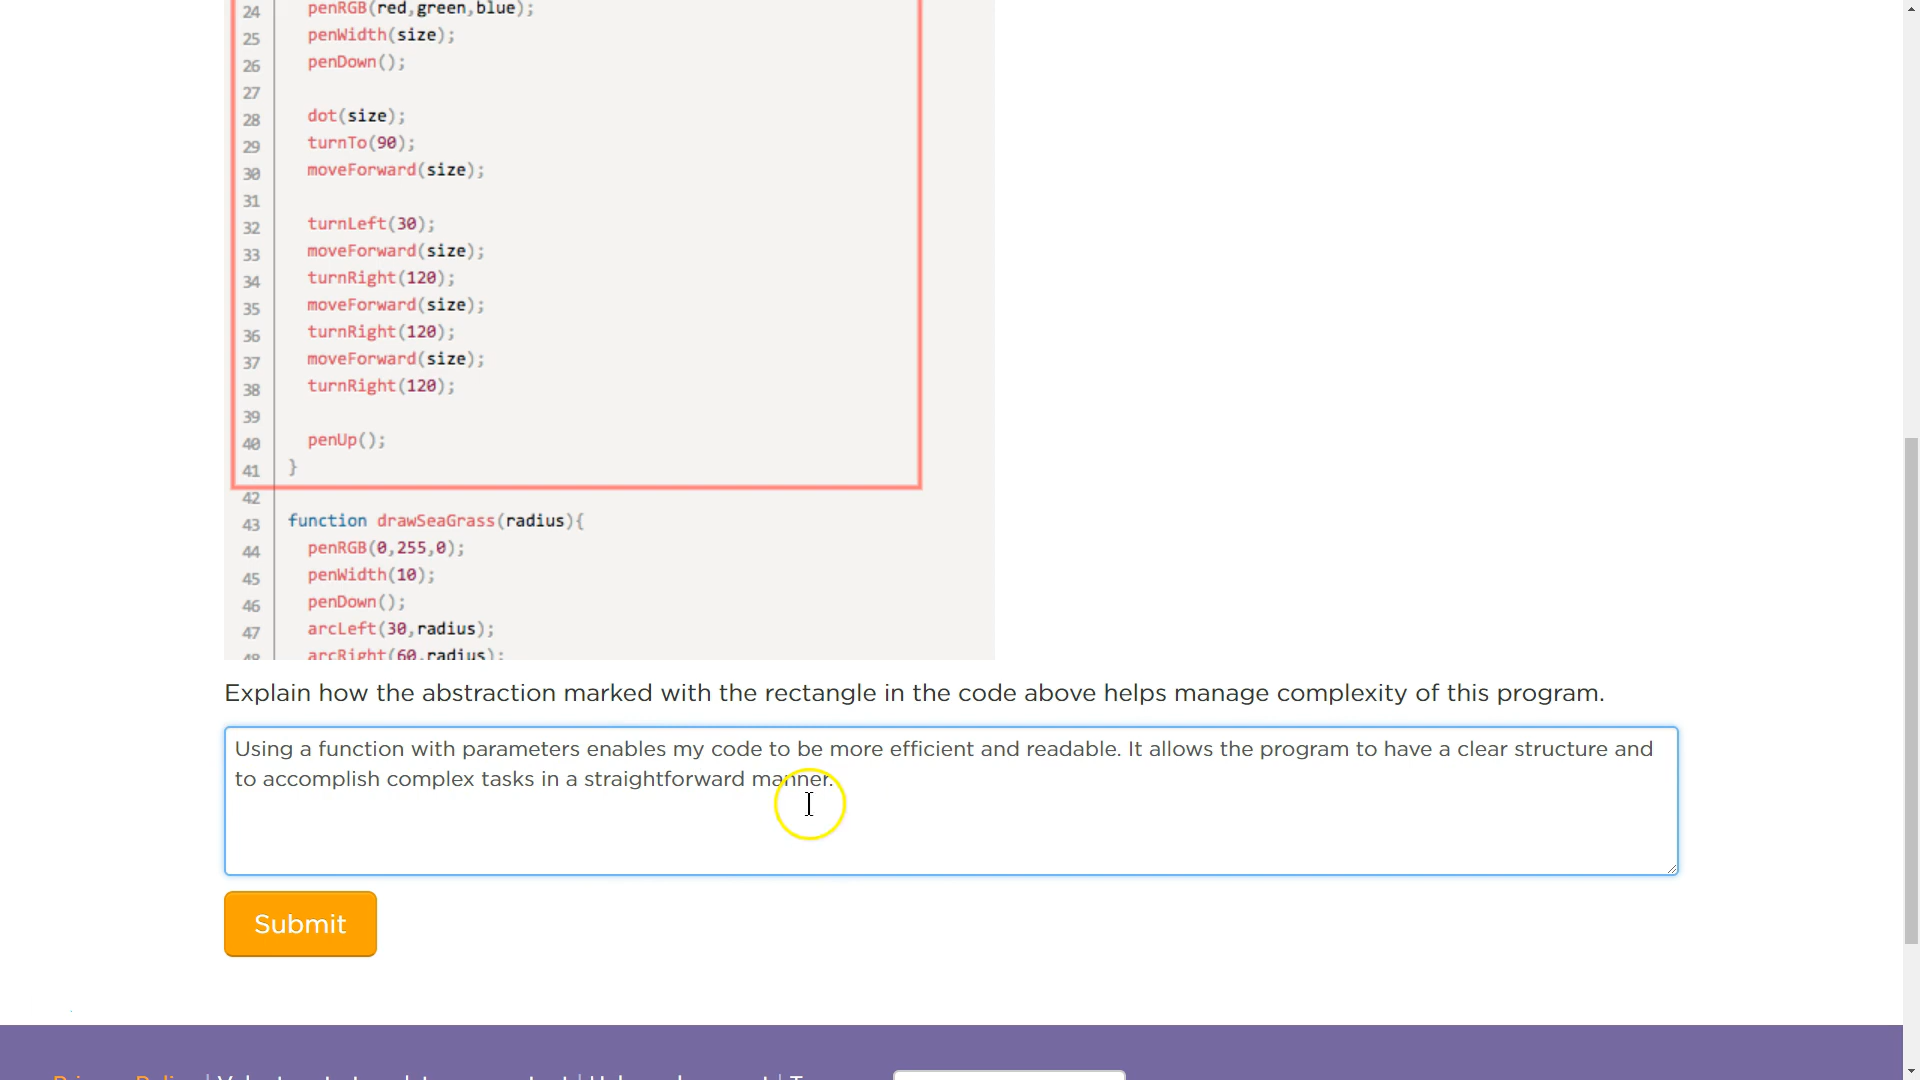 24 penRGB(red,green,blue);
25 penWidth(size);
26 penDown();
27
28 dot(size);
29 turnTo(90);
30 moveForward(size);
31
32 turnLeft(30);
33 moveForward(size);
34 turnRight(120);
35 moveForward(size);
36 turnRight(120);
37 moveForward(size);
38 turnRight(120);
39
40 penUp();
41 }
42
43 function drawSeaGrass(radius){
44 penRGB(0,255,0);
45 penWidth(10);
46 penDown();
47 arcLeft(30,radius);
48 arcRight(60,radius);
Explain how the abstraction marked with the rectangle in the code above helps manage complexity of this program.
Using a function with parameters enables my code to be more efficient and readable. It allows the program to have a clear structure and
to accomplish complex tasks in a straightforward manner.
Submit